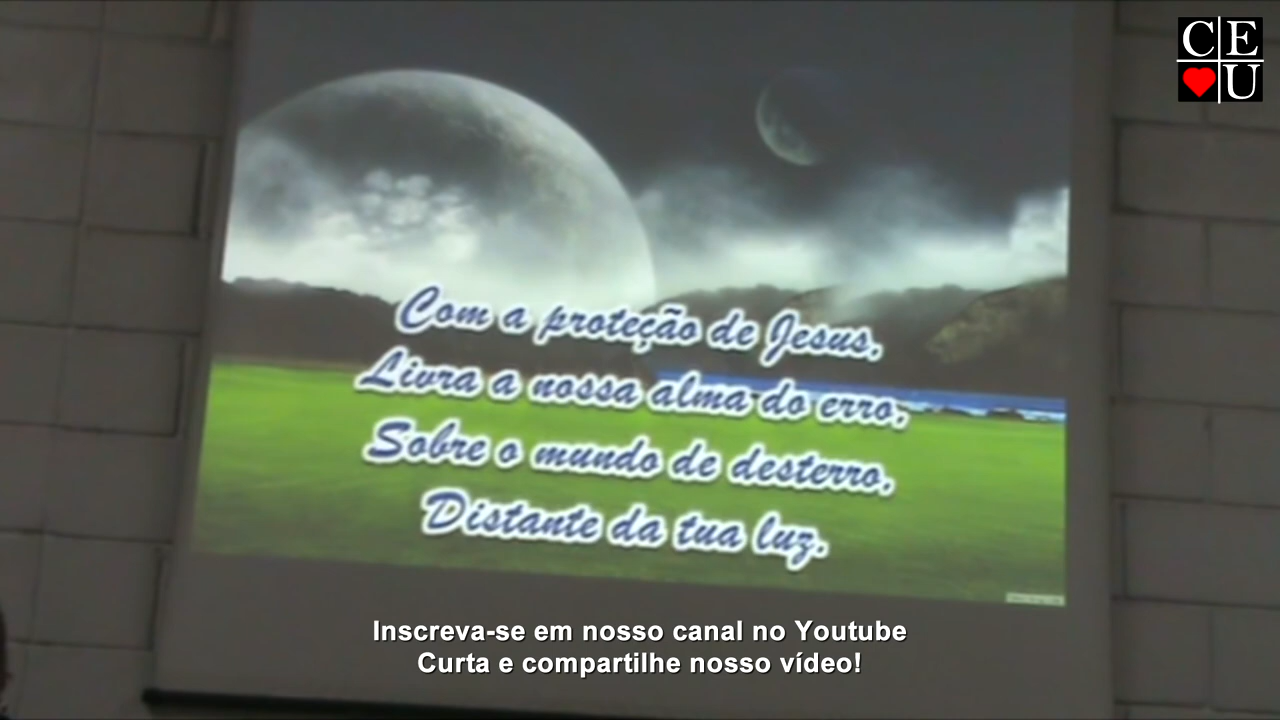 C E
U
Com a proteção de Jesus,
Livra a nossa alma do erro,
Sobre o mundo de desterro,
Distante da tua luz.
Inscreva-se em nosso canal no Youtube
Curta e compartilhe nosso vídeo!